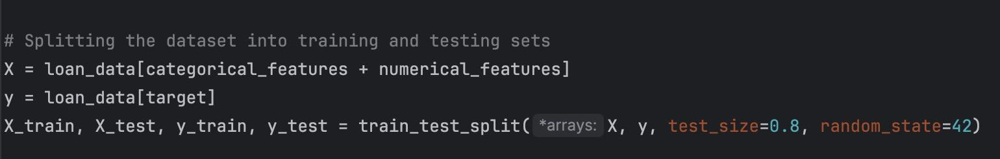 # Splitting the dataset into training and testing sets
X = loan_data[categorical_features + numerical_features]
y = loan_data[target]
X_train, X_test, y_train, y_test = train_test_split( *arrays: X, y, test_size=0.8, random_state=42)